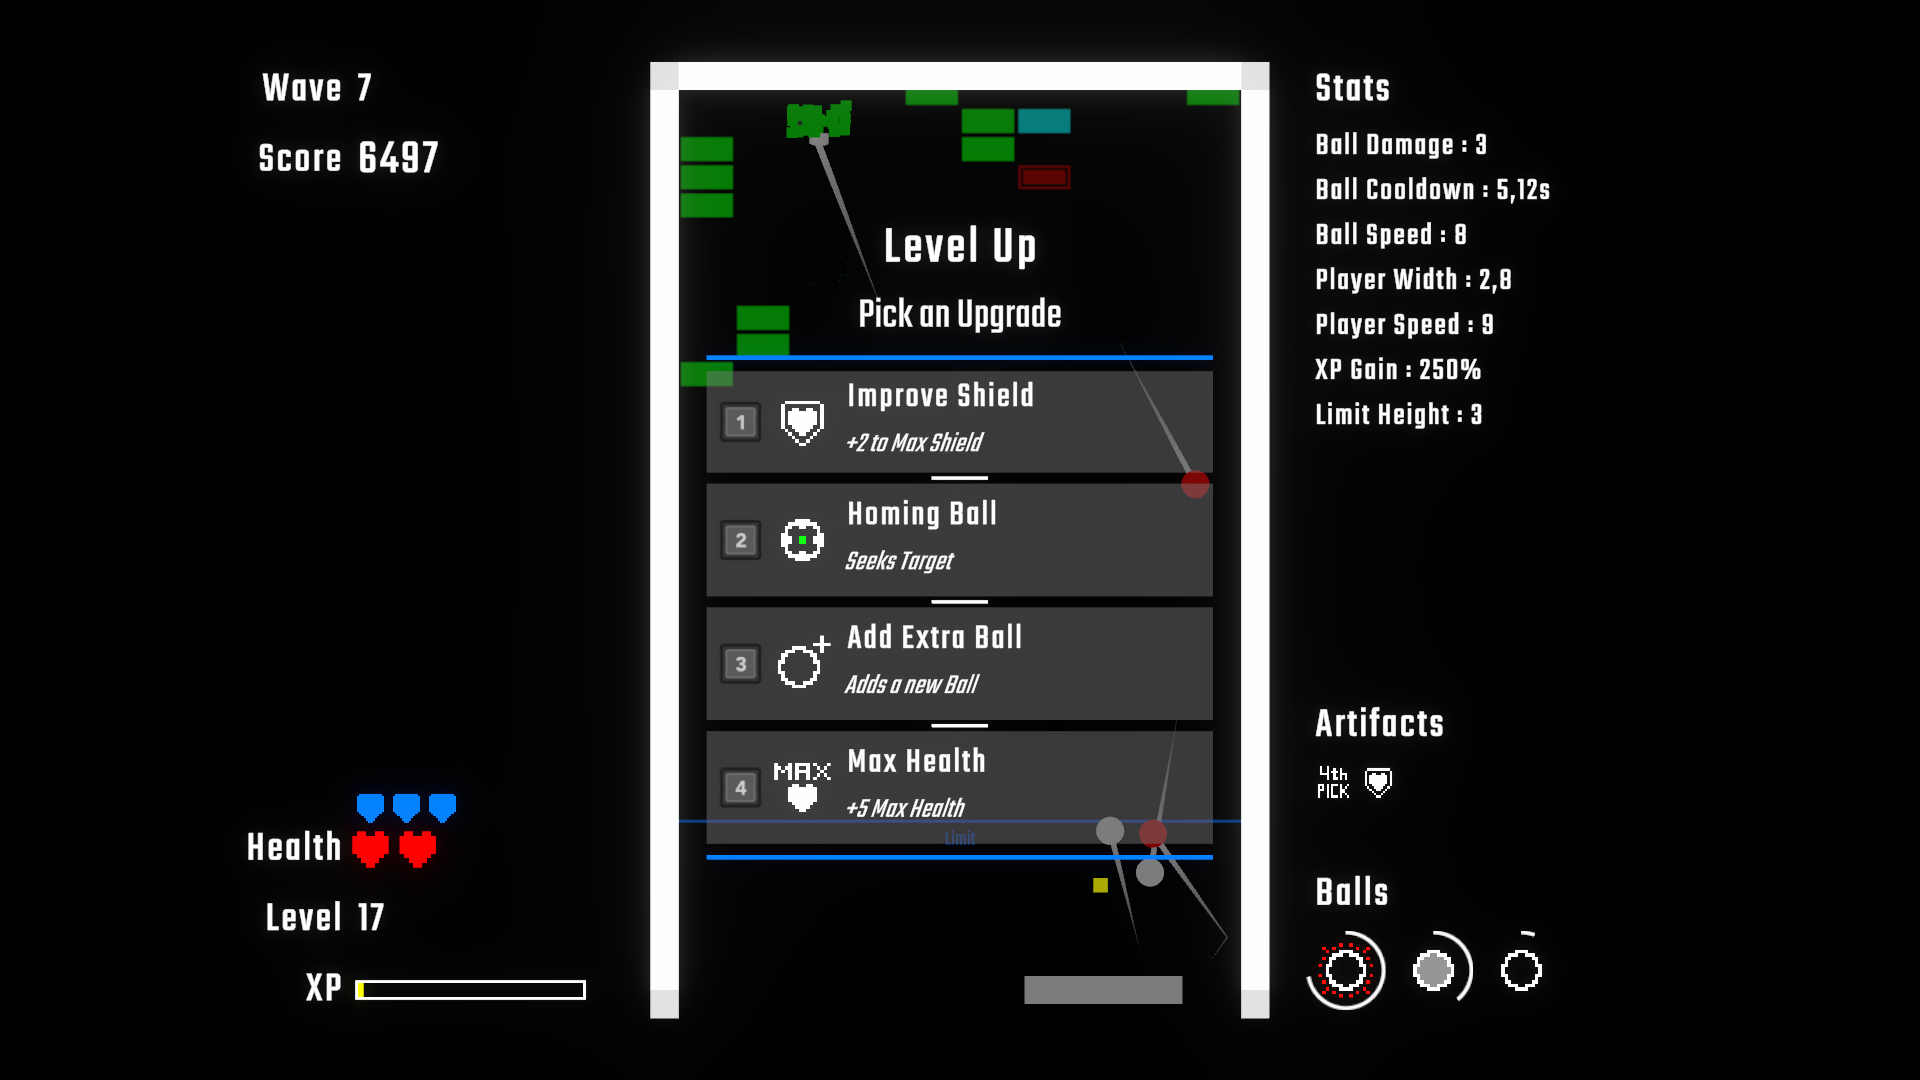 Wave 7
Score 6497
Level Up
Pick an Upgrade
1
Improve Shield
+2 to Max Shield
2
Homing Ball
Seeks Target
3
Add Extra Ball
Adds a new Ball
4
MAX
Max Health
+5 Max Health
Limit
Health
Level 17
XP
Stats
Ball Damage : 3
Ball Cooldown : 5,12s
Ball Speed : 8
Player Width : 2,8
Player Speed : 9
XP Gain : 250%
Limit Height : 3
Artifacts
4th
PICK
Balls